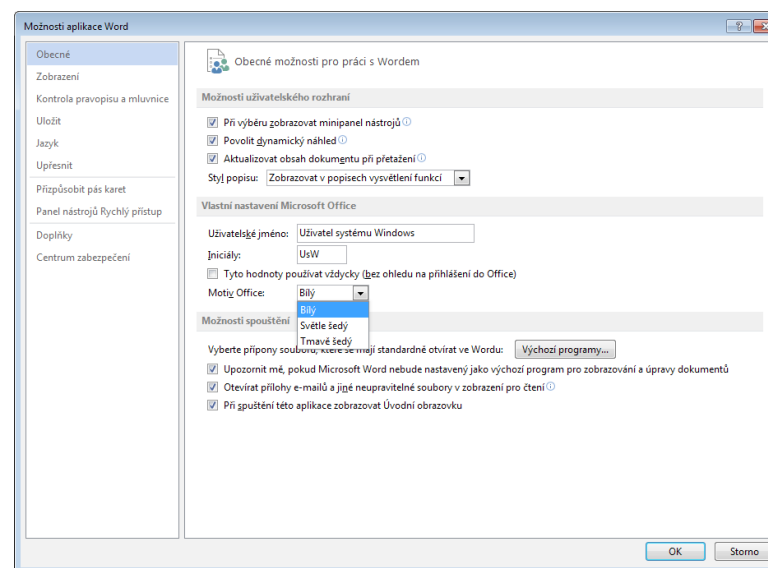 Možnosti aplikace Word
Obecné
Zobrazení
Kontrola pravopisu a mluvnice
Uložit
Jazyk
Upřesnit
Přizpůsobit pás karet
Panel nástrojů Rychlý přístup
Doplňky
Centrum zabezpečení
Obecné možnosti pro práci s Wordem
Možnosti uživatelského rozhraní
Při výběru zobrazovat minipanel nástrojů
Povolit dynamický náhled
Aktualizovat obsah dokumentu při přetažení
Styl popisu: Zobrazovat v popisech vysvětlení funkcí
Vlastní nastavení Microsoft Office
Uživatelské jméno: Uživatel systému Windows
Iniciály: UsW
Tyto hodnoty používat vždycky (bez ohledu na přihlášení do Office)
Motiv Office: Bílý
Bílý
Světle šedý
Tmavě šedý
Možnosti spouštění
Vyberte přípony souborů, které se mají standardně otvírat ve Wordu: Výchozí programy...
Upozornit mě, pokud Microsoft Word nebude nastavený jako výchozí program pro zobrazování a úpravy dokumentů
Otevírat přílohy e-mailů a jiné neupravitelné soubory v zobrazení pro čtení
Při spuštění této aplikace zobrazovat Úvodní obrazovku
OK Storno